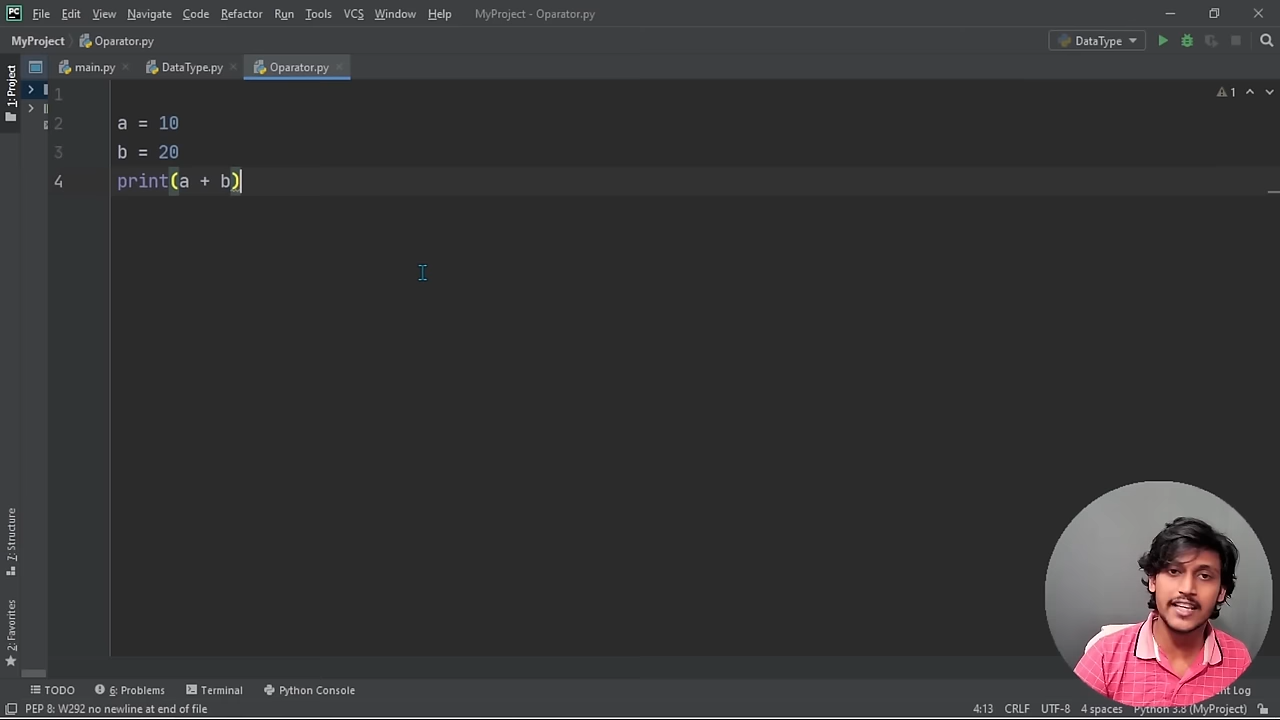 PC File Edit View Navigate Code Refactor Run Tools VCS Window Help MyProject - Oparator.py
MyProject Oparator.py DataType
1: Project
main.py DataType.py Oparator.py
1
1
2 a = 10
3 b = 20
4 print(a + b)
7: Structure
2: Favorites
TODO 6: Problems Terminal Python Console nt Log
PEP 8: W292 no newline at end of file 4:13 CRLF UTF-8 4 spaces Python 3.8 (MyProject)